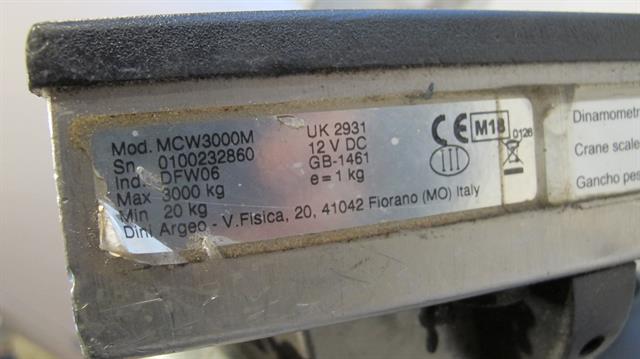 Mod. MCW3000M
Sn 0100232860
Ind. DFW06
Max 3000 kg
Min 20 kg
Dini Argeo - V.Fisica, 20, 41042 Fiorano (MO) Italy
UK 2931
12 V DC
GB-1461
e = 1 kg
CE M18 0126
III
Dinamometr
Crane scale
Gancho pes